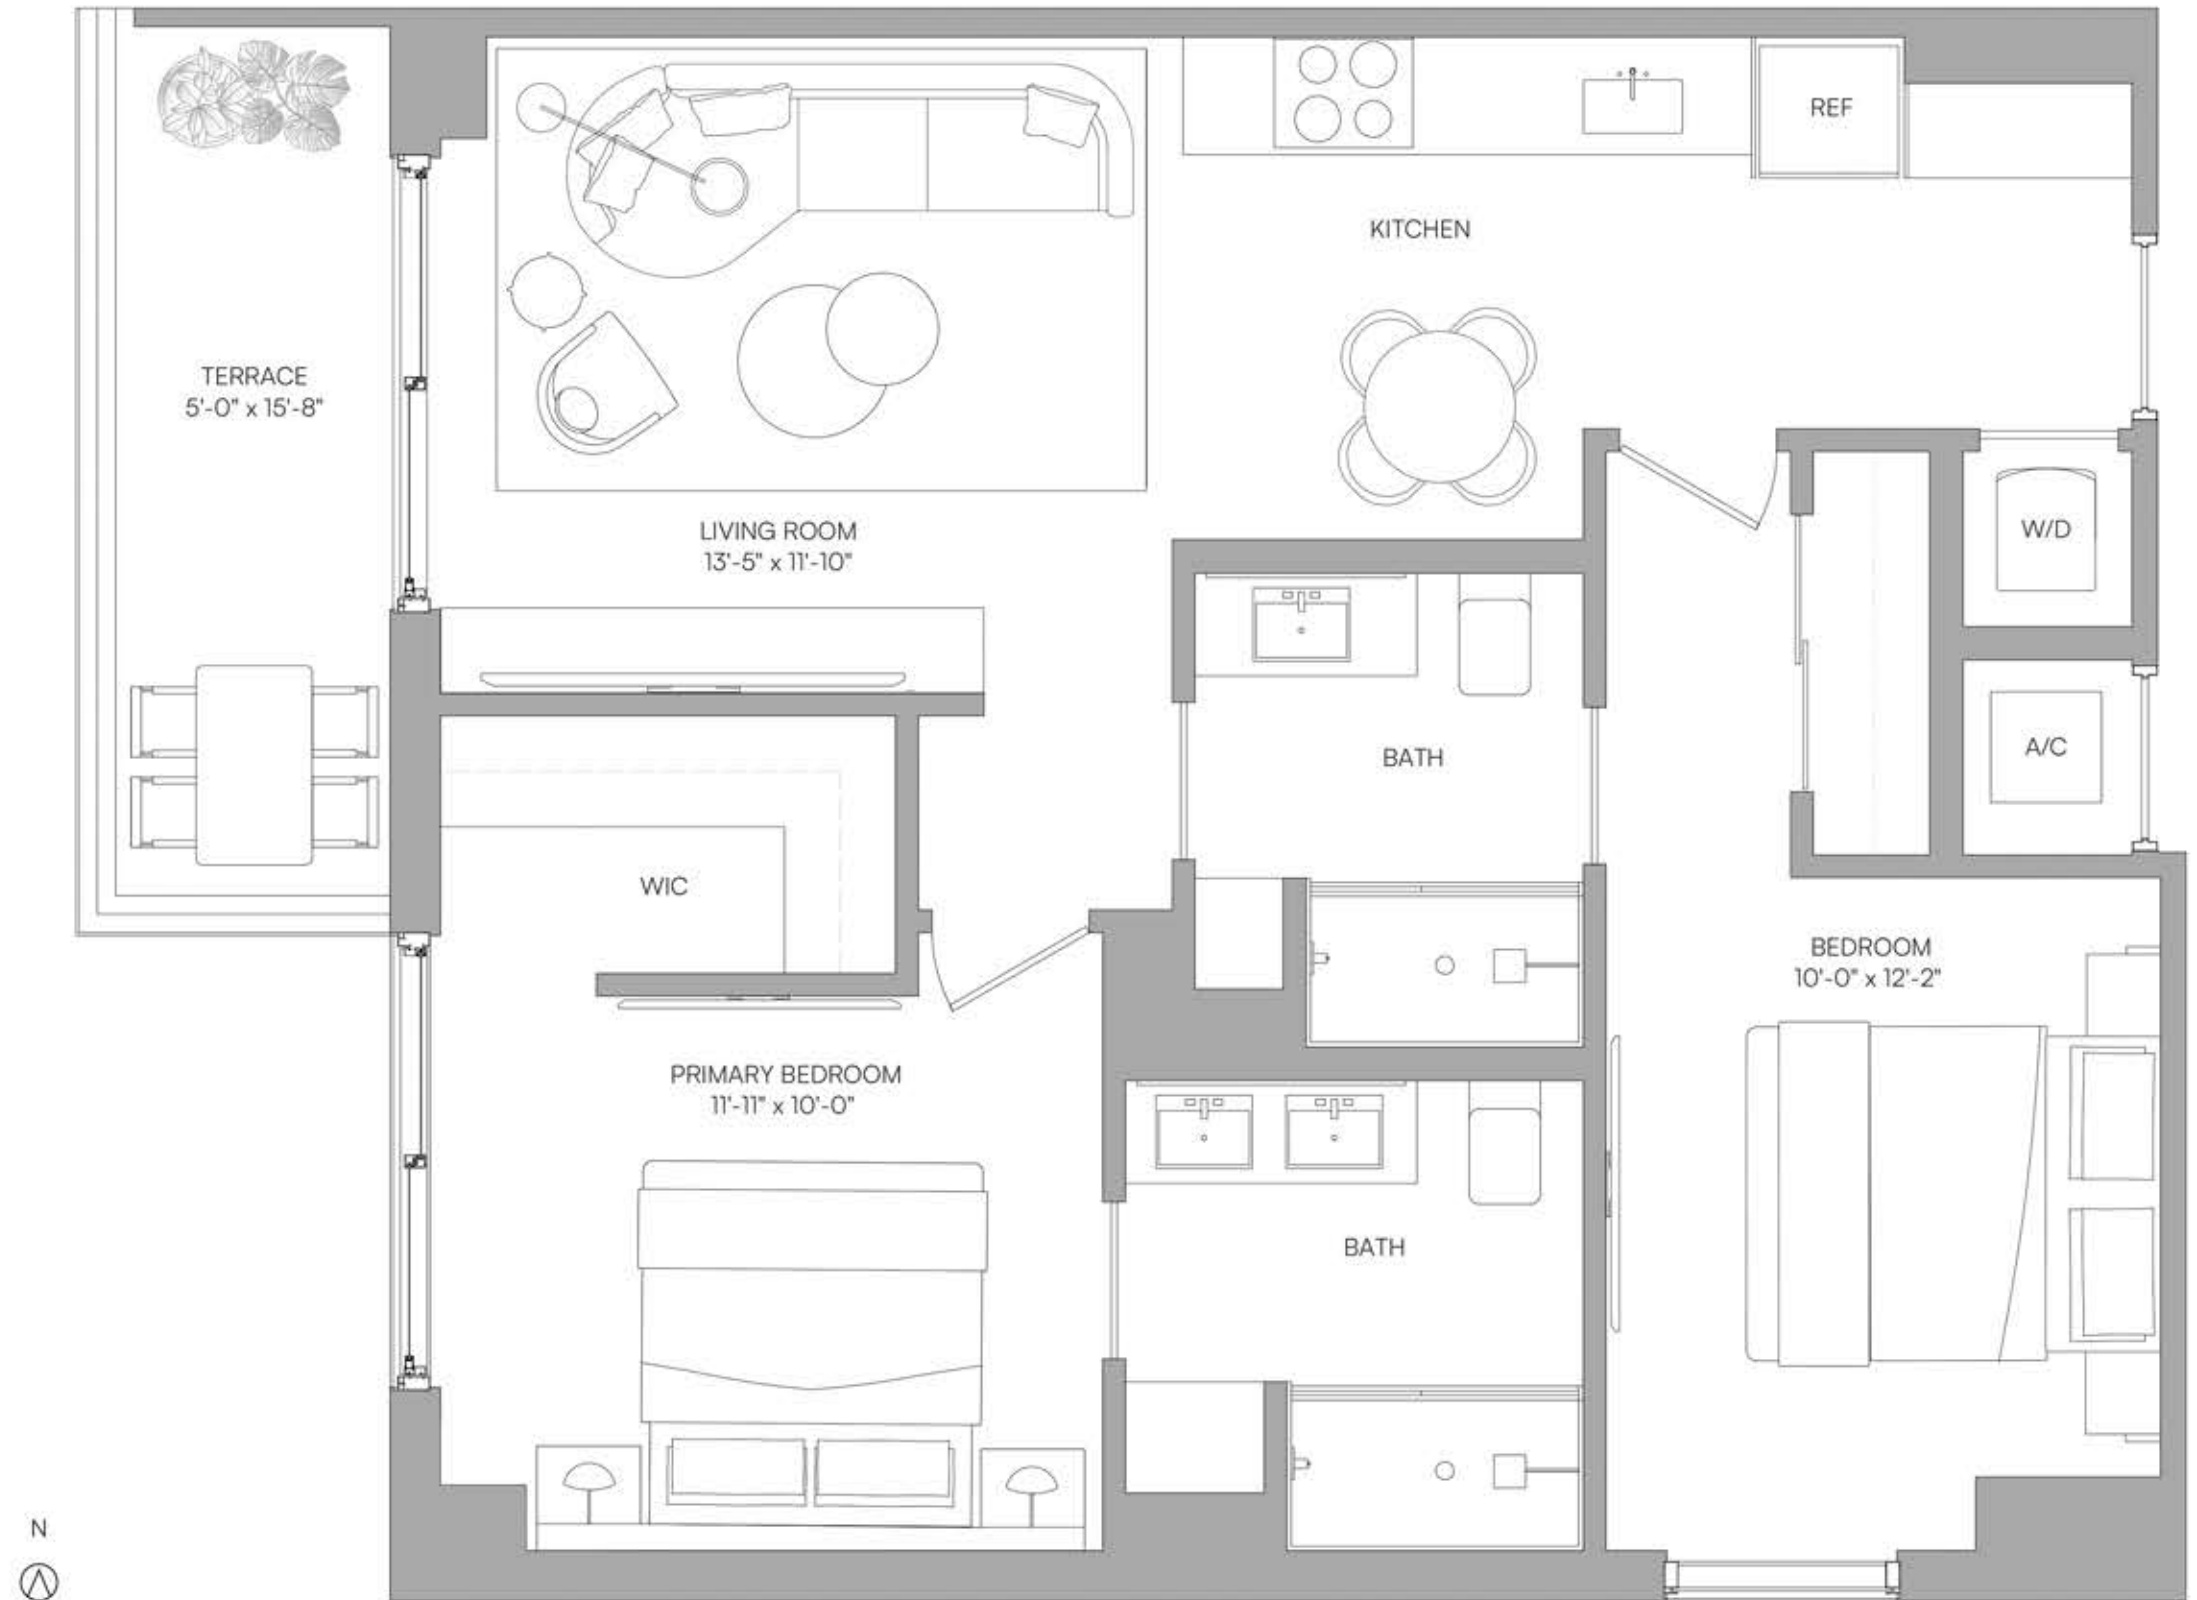 REF
KITCHEN
TERRACE
5'-0" x 15'-8"
LIVING ROOM
13'-5" x 11'-10"
W/D
BATH
A/C
WIC
BEDROOM
10'-0" x 12'-2"
PRIMARY BEDROOM
11'-11" x 10'-0"
BATH
N